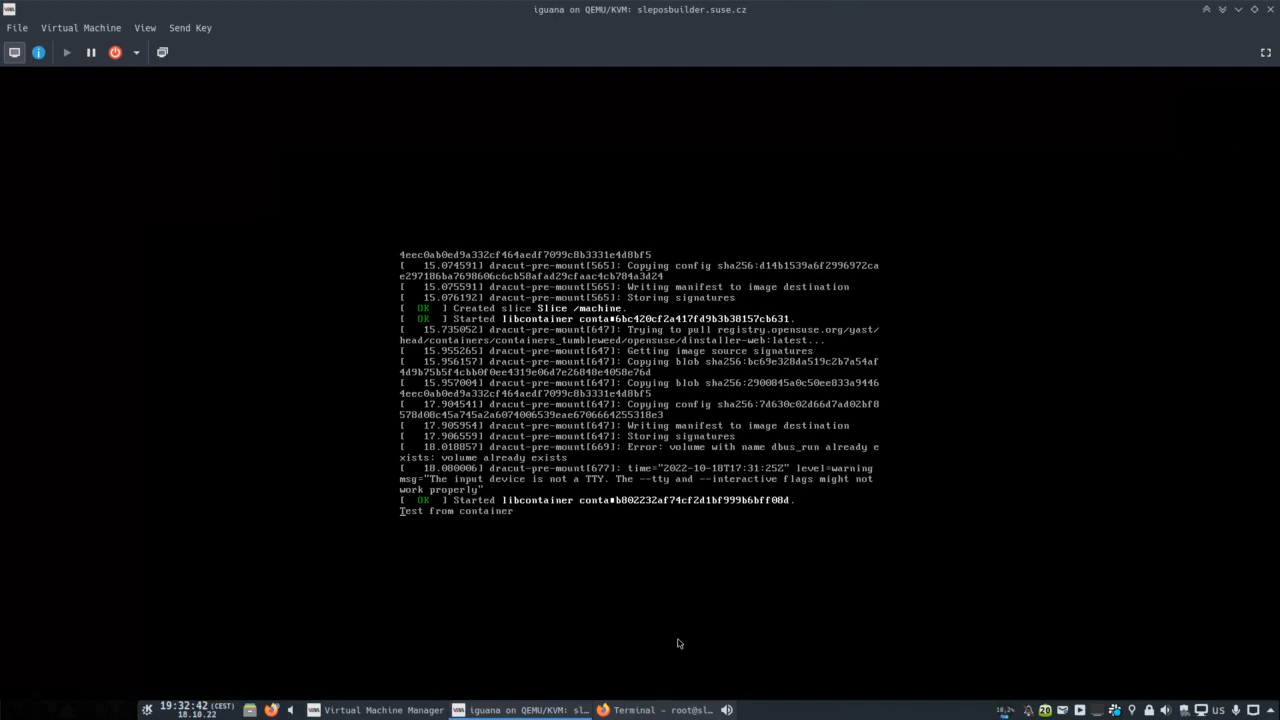 iguana on QEMU/KVM: sleposbuilder.suse.cz
File Virtual Machine View Send Key
4eec0ab0ed9a332cf464aedf7099c8b3331e4d8bf5
[   15.074591] dracut-pre-mount[565]: Copying config sha256:d14b1539a6f2996972ca
e297186ba7698606c6cb58afad29cfaac4cb784a3d24
[   15.075591] dracut-pre-mount[565]: Writing manifest to image destination
[   15.076192] dracut-pre-mount[565]: Storing signatures
[  OK  ] Created slice Slice /machine.
[  OK  ] Started libcontainer conta■6bc420cf2a417fd9b3b38157cb631.
[   15.735052] dracut-pre-mount[647]: Trying to pull registry.opensuse.org/yast/
head/containers/containers_tumbleweed/opensuse/dinstaller-web:latest...
[   15.955265] dracut-pre-mount[647]: Getting image source signatures
[   15.956157] dracut-pre-mount[647]: Copying blob sha256:bc69e328da519c2b7a54af
4d9b75b5f4cbb0f0ee4319e06d7e26848e4058e76d
[   15.957004] dracut-pre-mount[647]: Copying blob sha256:2900845a0c50ee833a9446
4eec0ab0ed9a332cf464aedf7099c8b3331e4d8bf5
[   17.904541] dracut-pre-mount[647]: Copying config sha256:7d630c02d66d7ad02bf8
578d08c45a745a2a6074006539eae6706664255318e3
[   17.905954] dracut-pre-mount[647]: Writing manifest to image destination
[   17.906559] dracut-pre-mount[647]: Storing signatures
[   18.018857] dracut-pre-mount[669]: Error: volume with name dbus_run already e
xists: volume already exists
[   18.080006] dracut-pre-mount[677]: time="2022-10-18T17:31:25Z" level=warning
msg="The input device is not a TTY. The --tty and --interactive flags might not
work properly"
[  OK  ] Started libcontainer conta■b802232af74cf2d1bf999b6bff08d.
Test from container
19:32:42 (CEST)
18.10.22
Virtual Machine Manager
iguana on QEMU/KVM: sl...
Terminal - root@sl...
10,2%
20
US